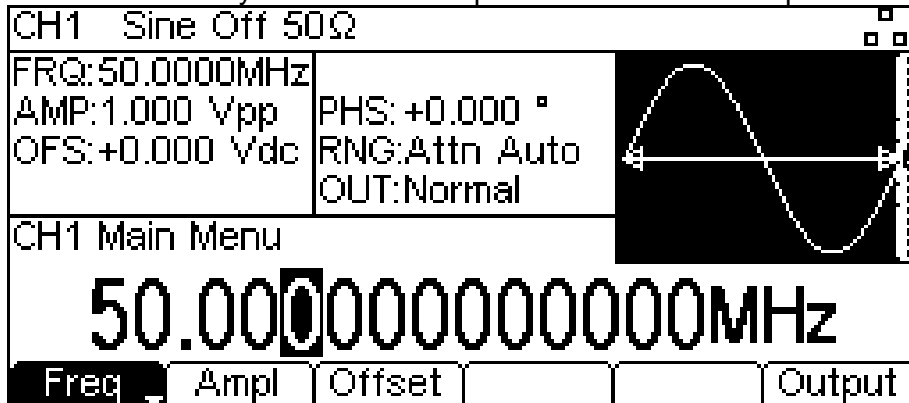 CH1 Sine Off 50Ω
FRQ:50.0000MHz
AMP:1.000 Vpp
OFS:+0.000 Vdc
PHS:+0.000 °
RNG:Attn Auto
OUT:Normal
CH1 Main Menu
50.000000000000MHz
Freq Ampl Offset Output